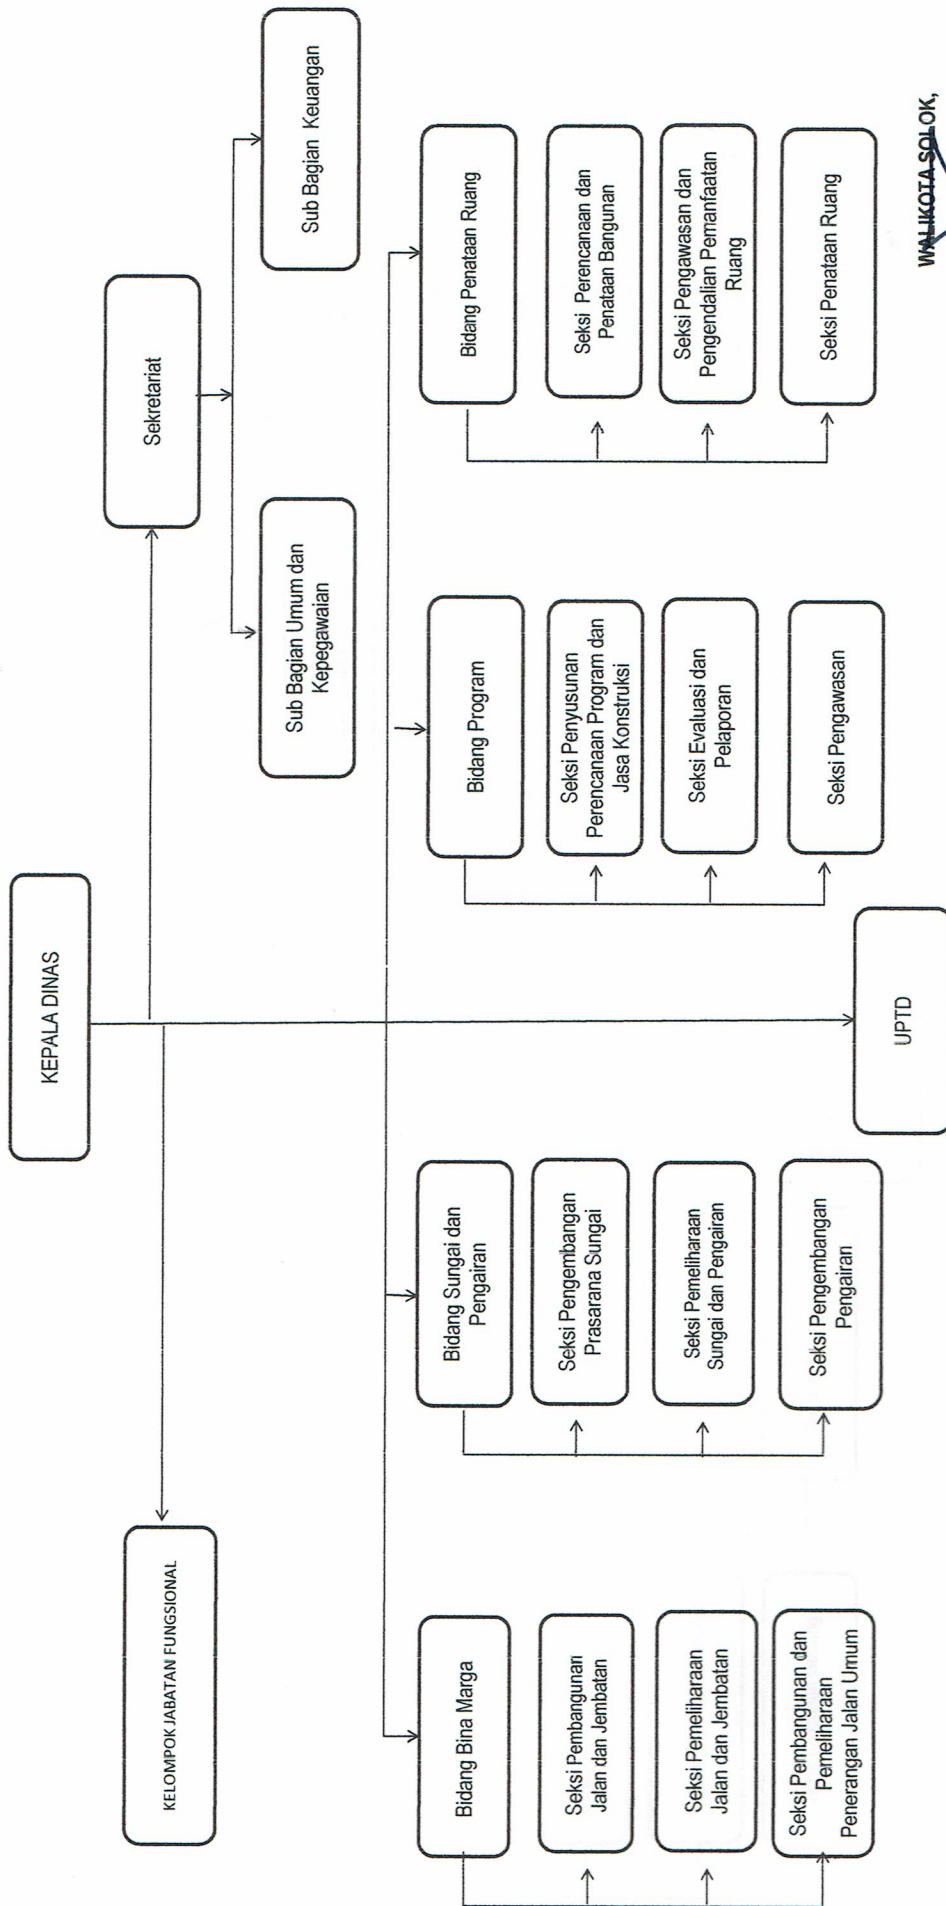 KEPALA DINAS
KELOMPOK JABATAN FUNGSIONAL
Sekretariat
Sub Bagian Umum dan
Kepegawaian
Sub Bagian Keuangan
Bidang Bina Marga
Seksi Pembangunan
Jalan dan Jembatan
Seksi Pemeliharaan
Jalan dan Jembatan
Seksi Pembangunan dan
Pemeliharaan
Penerangan Jalan Umum
Bidang Sungai dan
Pengairan
Seksi Pengembangan
Prasarana Sungai
Seksi Pemeliharaan
Sungai dan Pengairan
Seksi Pengembangan
Pengairan
Bidang Program
Seksi Penyusunan
Perencanaan Program dan
Jasa Konstruksi
Seksi Evaluasi dan
Pelaporan
Seksi Pengawasan
Bidang Penataan Ruang
Seksi Perencanaan dan
Penataan Bangunan
Seksi Pengawasan dan
Pengendalian Pemanfaatan
Ruang
Seksi Penataan Ruang
UPTD
WALIKOTA SOLOK,